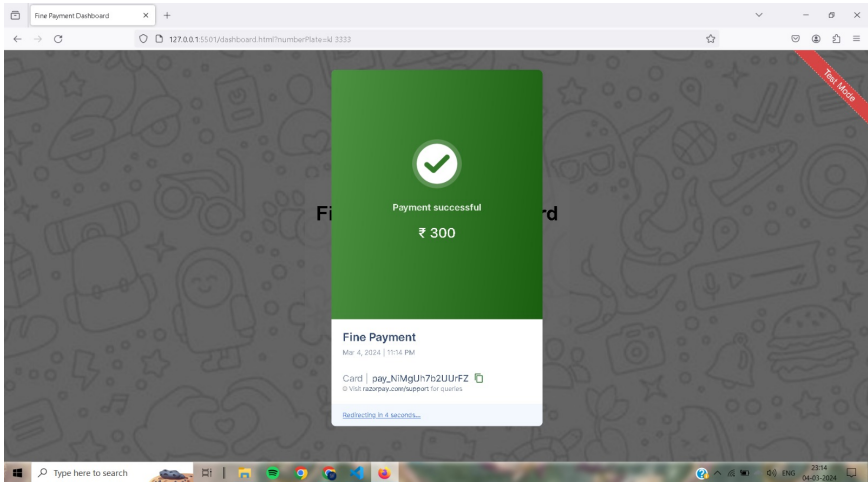 Fine Payment Dashboard
127.0.0.1:5501/dashboard.html?numberPlate=kl 3333
Test Mode
Fi
rd
Payment successful
₹ 300
Fine Payment
Mar 4, 2024 | 11:14 PM
Card | pay_NiMgUh7b2UUrFZ
Visit razorpay.com/support for queries
Redirecting in 4 seconds...
Type here to search
ENG
23:14
04-03-2024